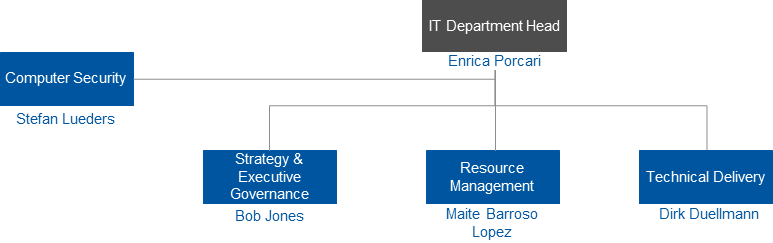 IT Department Head
Enrica Porcari
Computer Security
Stefan Lueders
Strategy &
Executive
Governance
Bob Jones
Resource
Management
Maite Barroso
Lopez
Technical Delivery
Dirk Duellmann